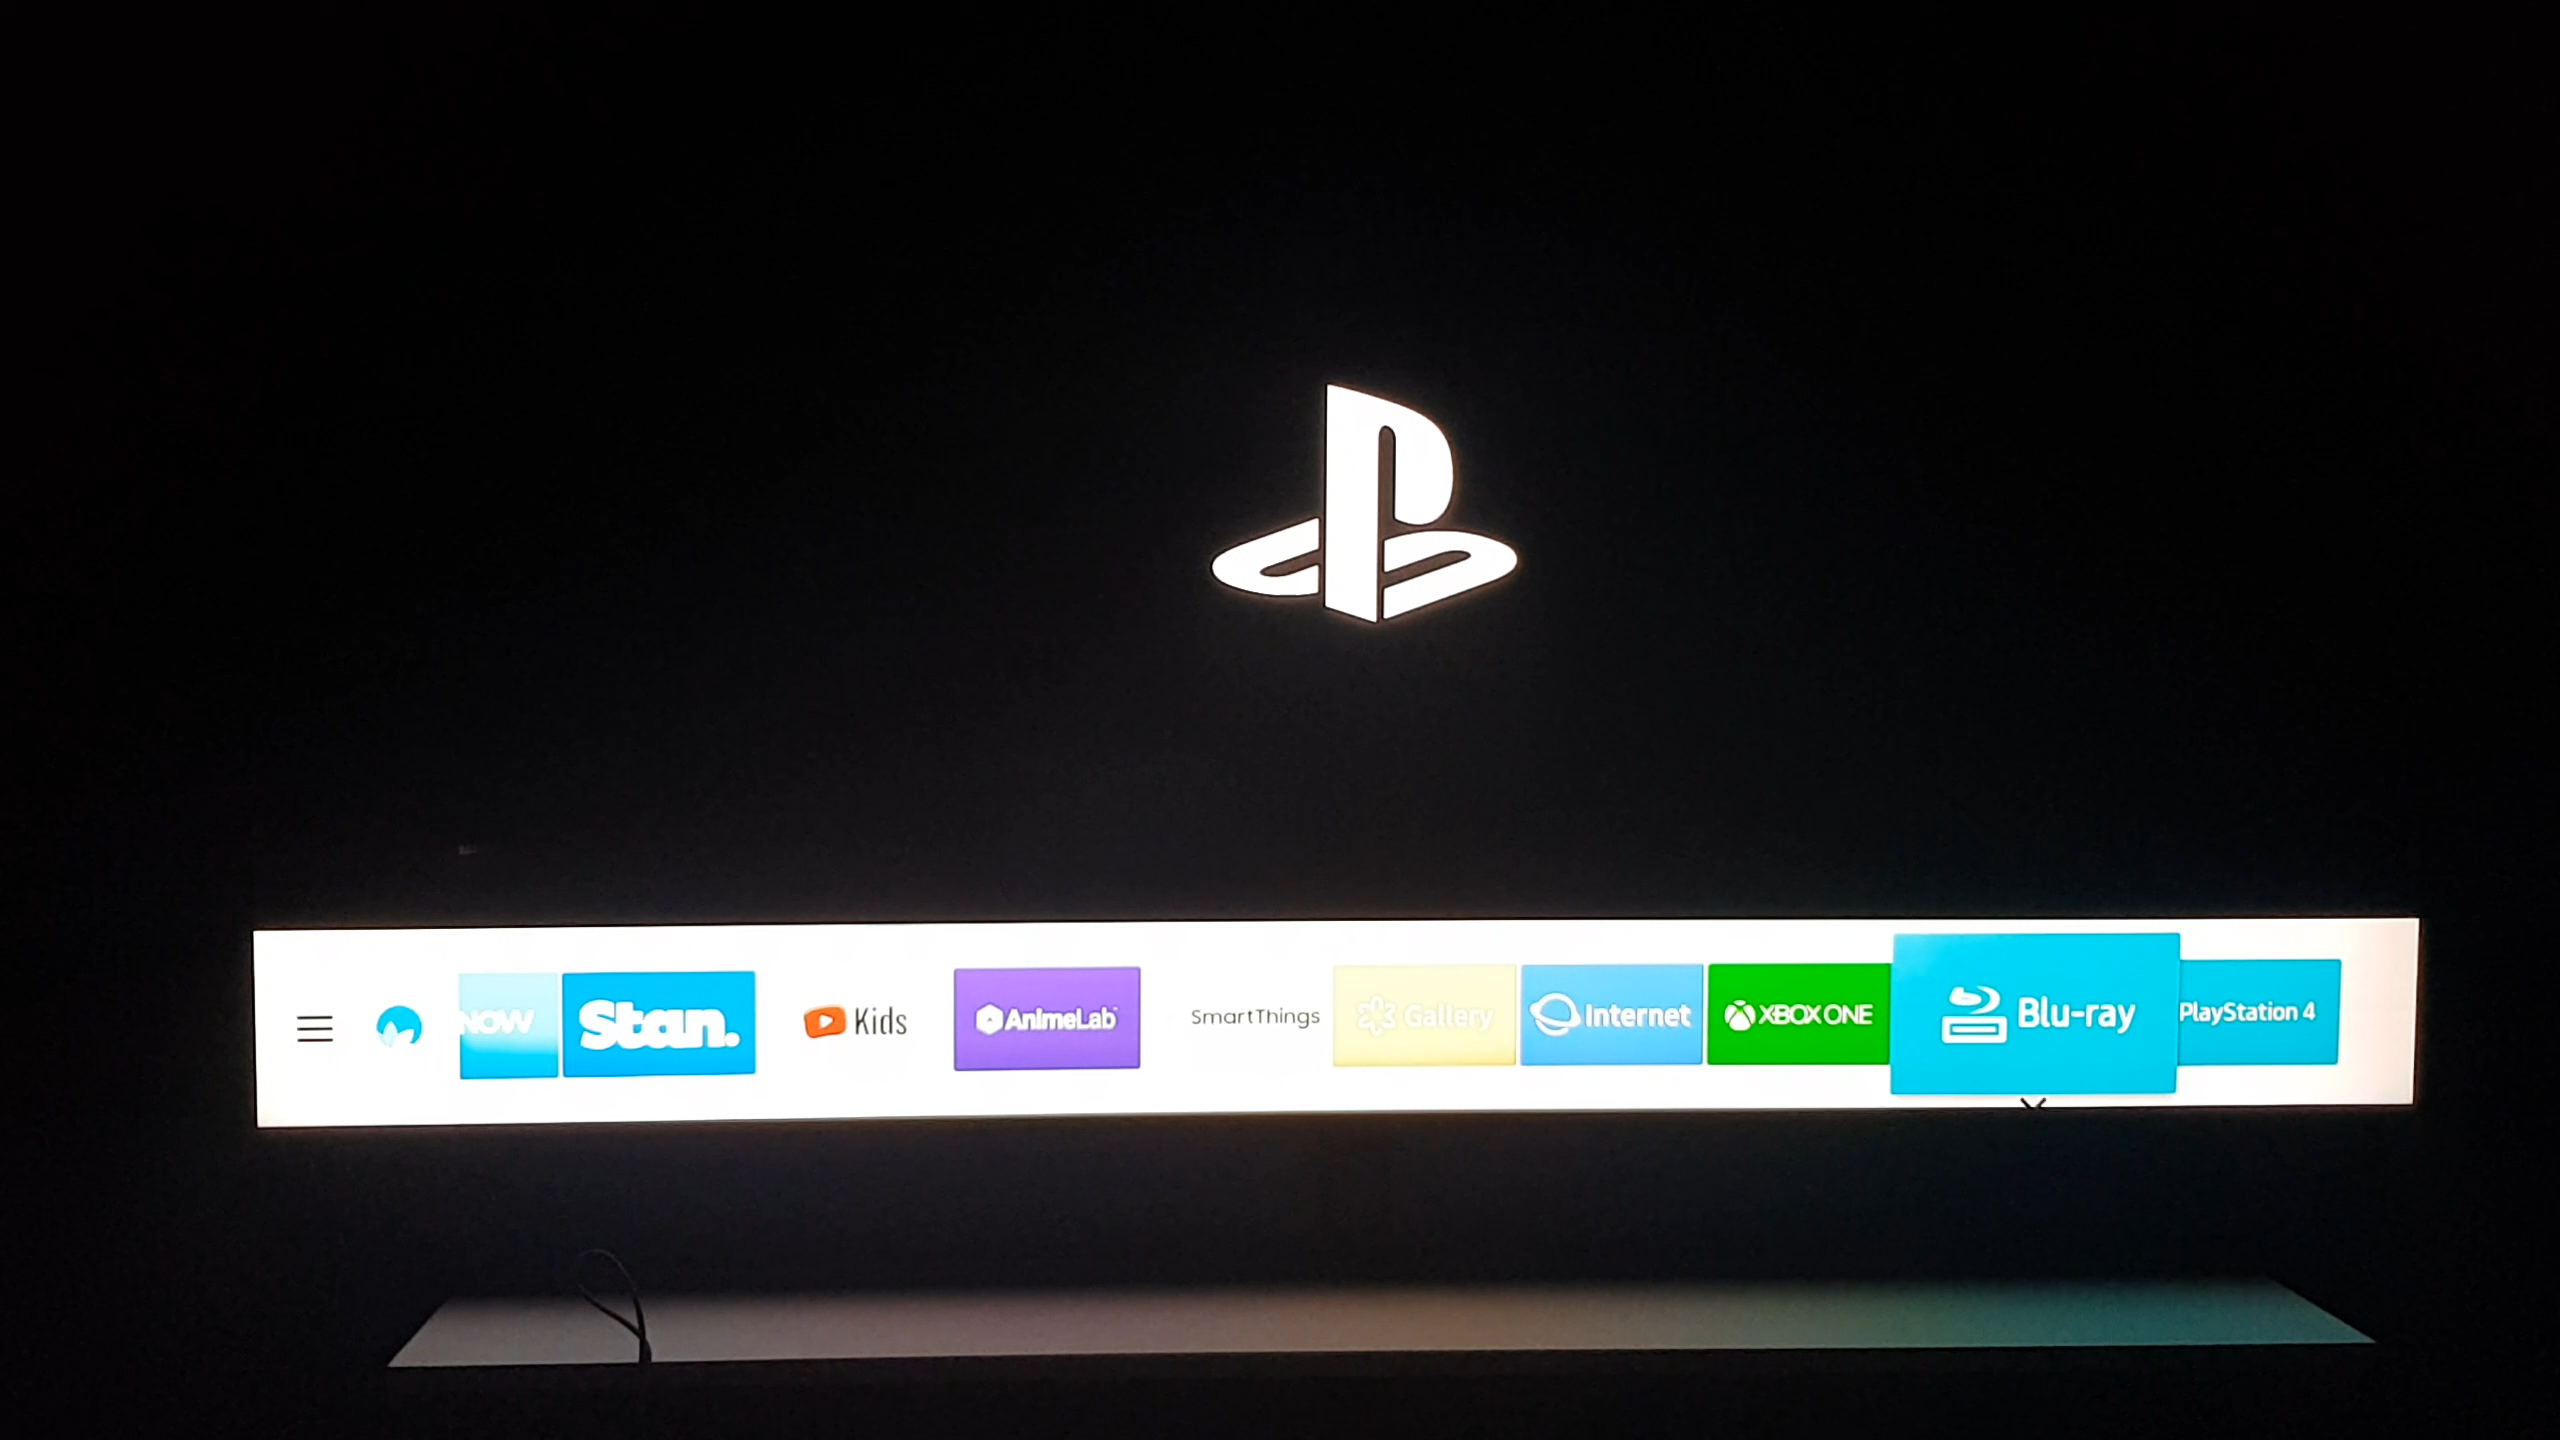 NOW
Stan.
Kids
AnimeLab
SmartThings
Gallery
Internet
XBOX ONE
Blu-ray
PlayStation 4